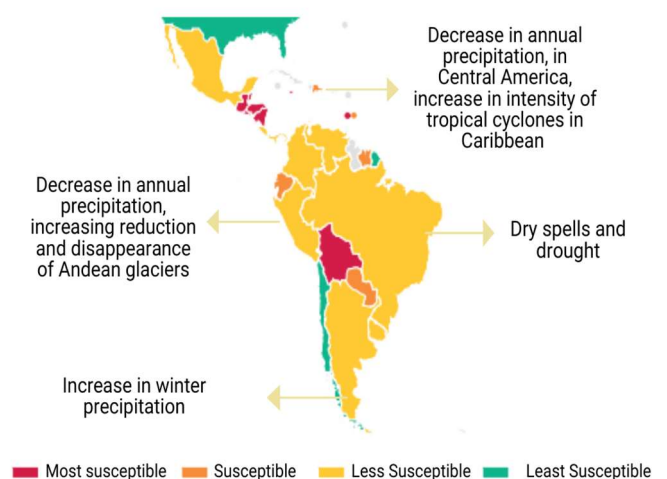 Decrease in annual
precipitation, in
Central America,
increase in intensity of
tropical cyclones in
Caribbean
Decrease in annual
precipitation,
increasing reduction
and disappearance
of Andean glaciers
Dry spells and
drought
Increase in winter
precipitation
Most susceptible
Susceptible
Less Susceptible
Least Susceptible